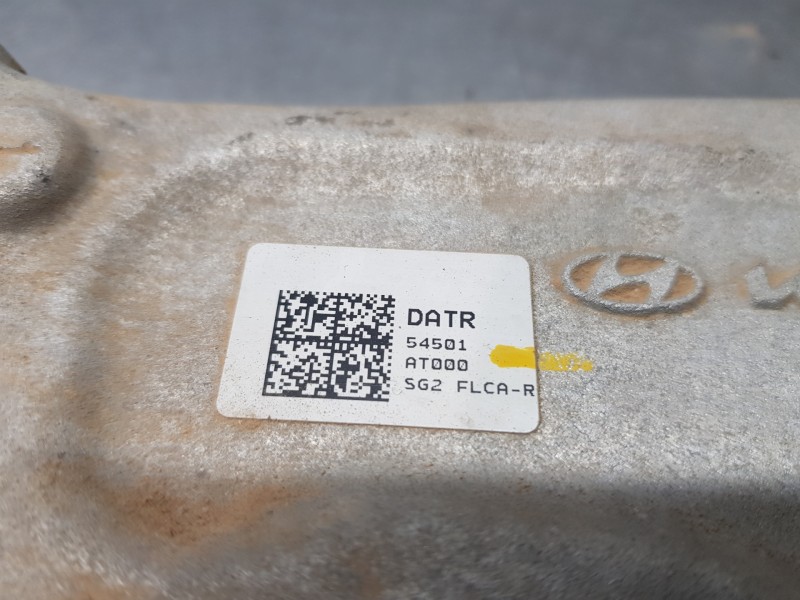 DATR
54501
AT000
SG2 FLCA-R